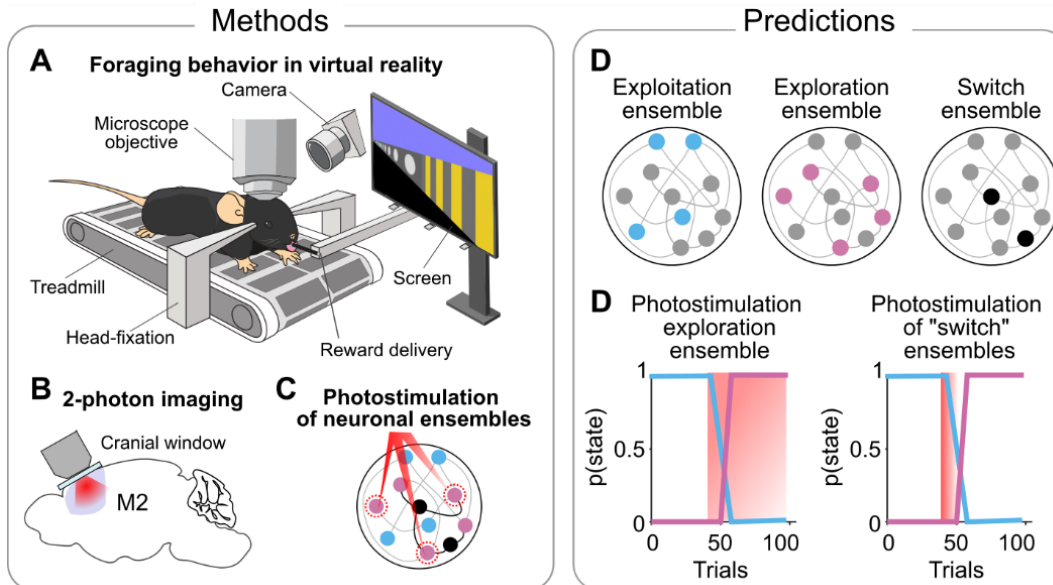 Methods
A
Foraging behavior in virtual reality
Camera
Microscope
objective
Treadmill
Head-fixation
Screen
Reward delivery
B
2-photon imaging
Cranial window
M2
C
Photostimulation
of neuronal ensembles
Predictions
D
Exploitation
ensemble
Exploration
ensemble
Switch
ensemble
D
Photostimulation
exploration
ensemble
1
0.5
0
p(state)
0
50
100
Trials
Photostimulation
of "switch"
ensembles
1
0.5
0
p(state)
0
50
100
Trials